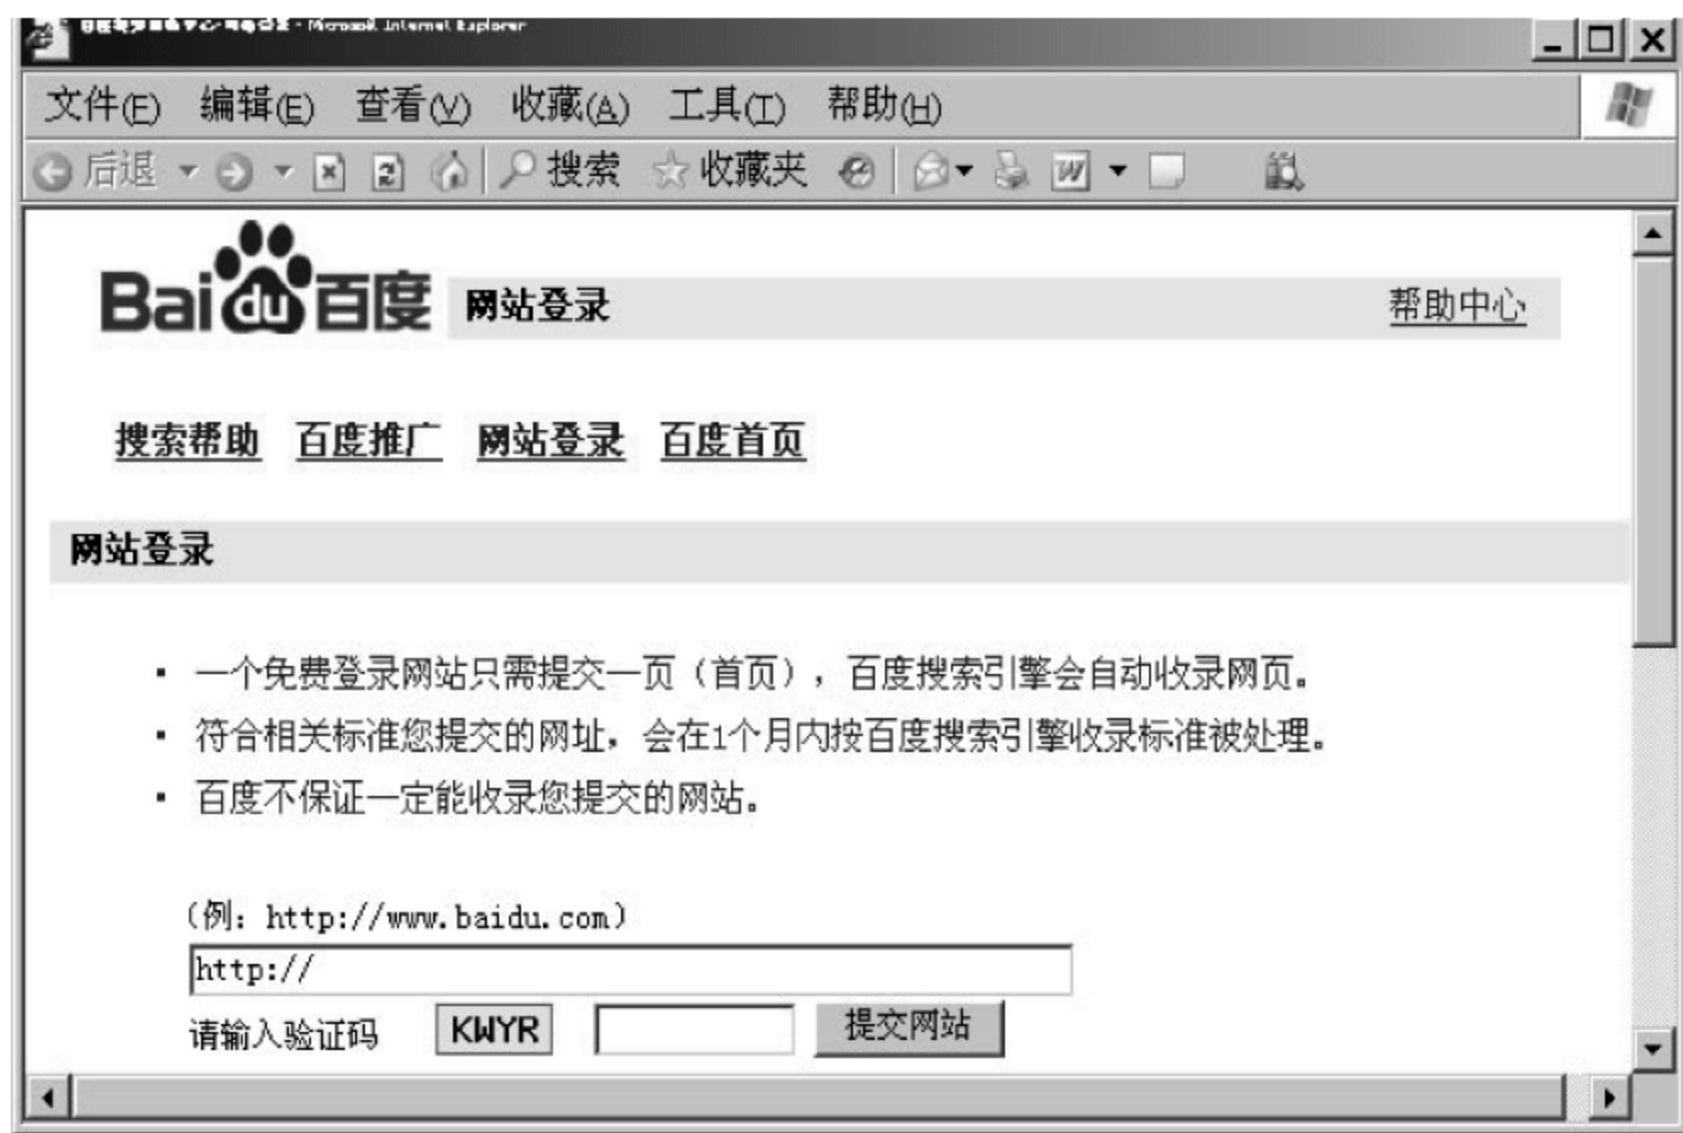 - Microsoft Internet Explorer
文件(F) 编辑(E) 查看(V) 收藏(A) 工具(T) 帮助(H)
后退 搜索 收藏夹
Bai du 百度 网站登录 帮助中心
搜索帮助 百度推广 网站登录 百度首页
网站登录
▪ 一个免费登录网站只需提交一页（首页），百度搜索引擎会自动收录网页。
▪ 符合相关标准您提交的网址，会在1个月内按百度搜索引擎收录标准被处理。
▪ 百度不保证一定能收录您提交的网站。
（例：http://www.baidu.com）
http://
请输入验证码 KWYR 提交网站